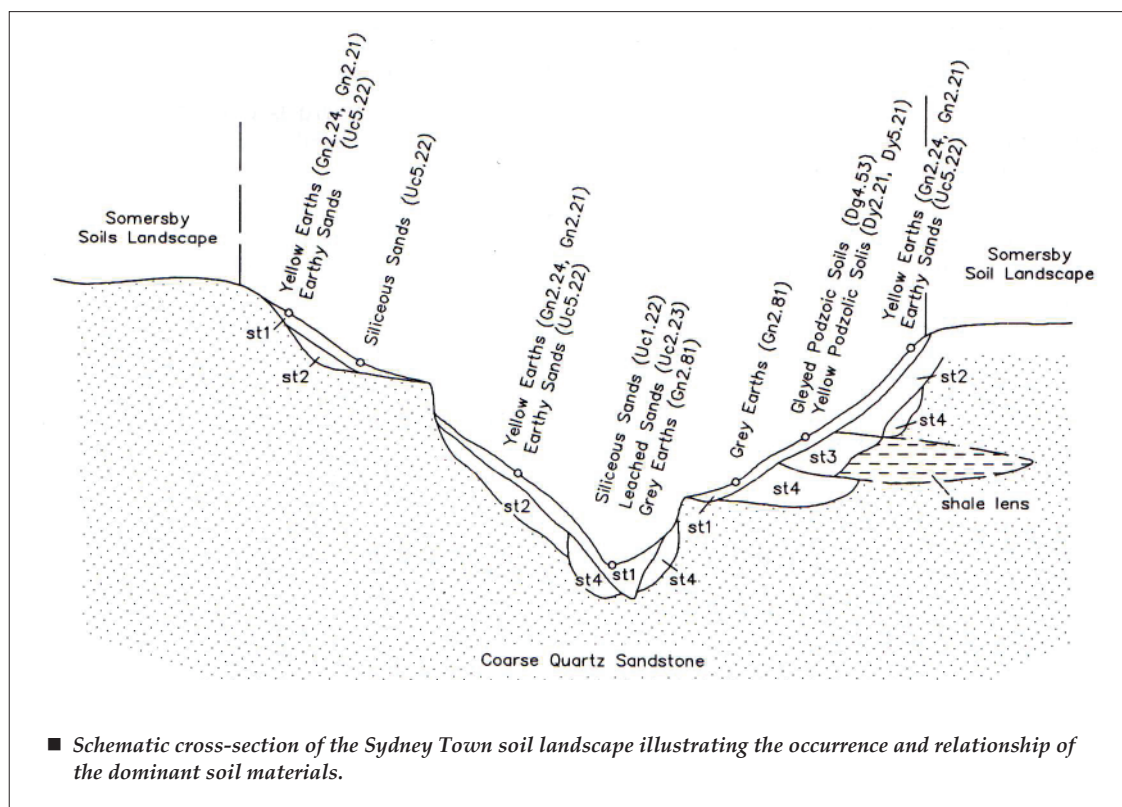 Somersby
Soils Landscape
Yellow Earths (Gn2.24, Gn2.21)
Earthy Sands (Uc5.22)
Siliceous Sands (Uc5.22)
Yellow Earths (Gn2.24, Gn2.21)
Earthy Sands (Uc5.22)
Siliceous Sands (Uc1.22)
Leached Sands (Uc2.23)
Grey Earths (Gn2.81)
Grey Earths (Gn2.81)
Gleyed Podzoic Soils (Dg4.53)
Yellow Podzolic Solis (Dy2.21, Dy5.21)
Yellow Earths (Gn2.24, Gn2.21)
Earthy Sands (Uc5.22)
Somersby
Soil Landscape
st1
st2
st2
st4
st1
st4
st1
st4
st3
st4
st2
shale lens
Coarse Quartz Sandstone
■ Schematic cross-section of the Sydney Town soil landscape illustrating the occurrence and relationship of
the dominant soil materials.